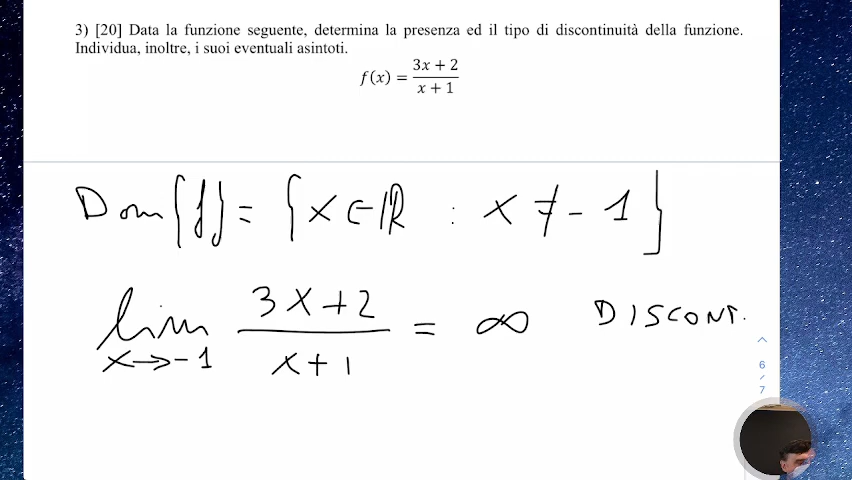 3) [20] Data la funzione seguente, determina la presenza ed il tipo di discontinuità della funzione.
Individua, inoltre, i suoi eventuali asintoti.
f(x) = (3x + 2)/(x + 1)
Dom{f} = {x ∈ ℝ : x ≠ -1}
lim x→-1 (3x+2)/(x+1) = ∞ DISCONT.
6
/
7